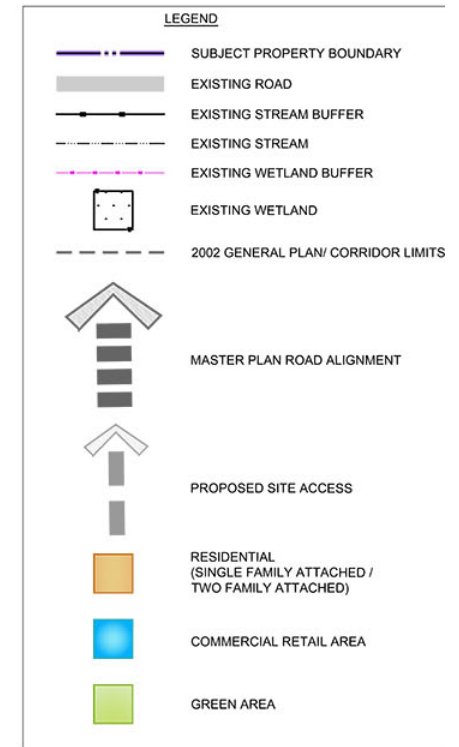 LEGEND
SUBJECT PROPERTY BOUNDARY
EXISTING ROAD
EXISTING STREAM BUFFER
EXISTING STREAM
EXISTING WETLAND BUFFER
EXISTING WETLAND
2002 GENERAL PLAN/ CORRIDOR LIMITS
MASTER PLAN ROAD ALIGNMENT
PROPOSED SITE ACCESS
RESIDENTIAL
(SINGLE FAMILY ATTACHED /
TWO FAMILY ATTACHED)
COMMERCIAL RETAIL AREA
GREEN AREA